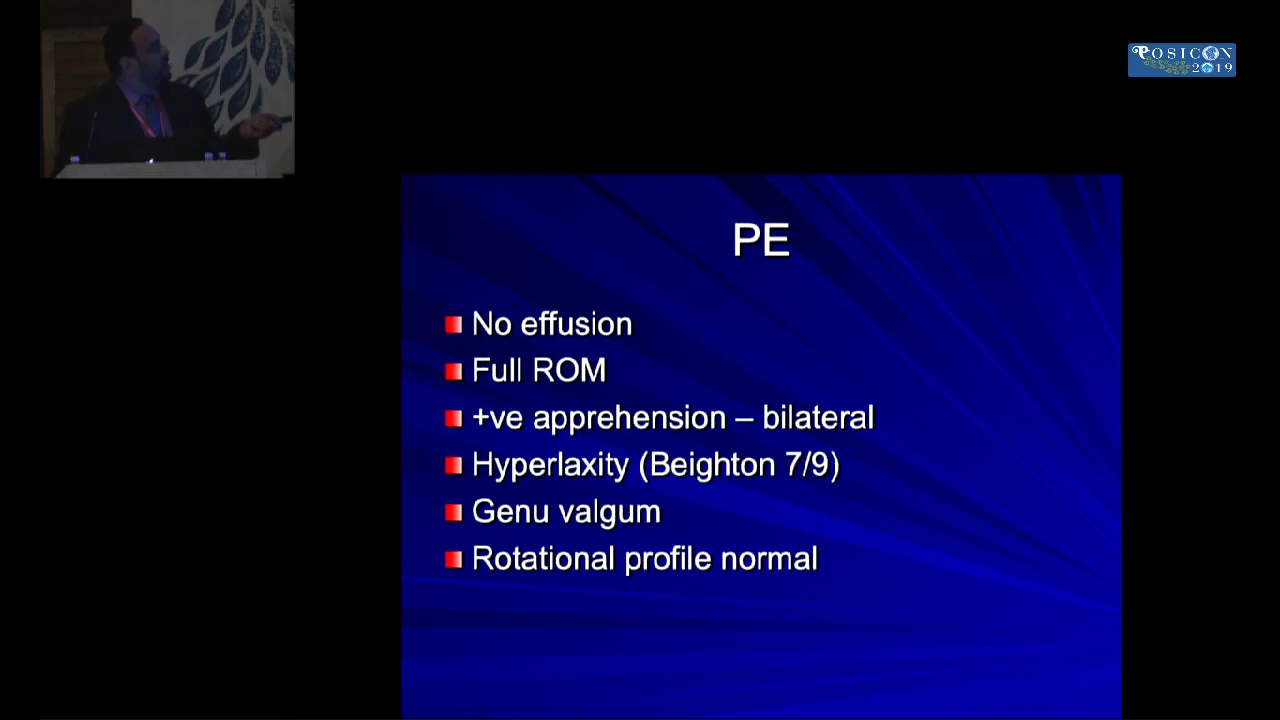 POSICON
2019
PE
No effusion
Full ROM
+ve apprehension – bilateral
Hyperlaxity (Beighton 7/9)
Genu valgum
Rotational profile normal